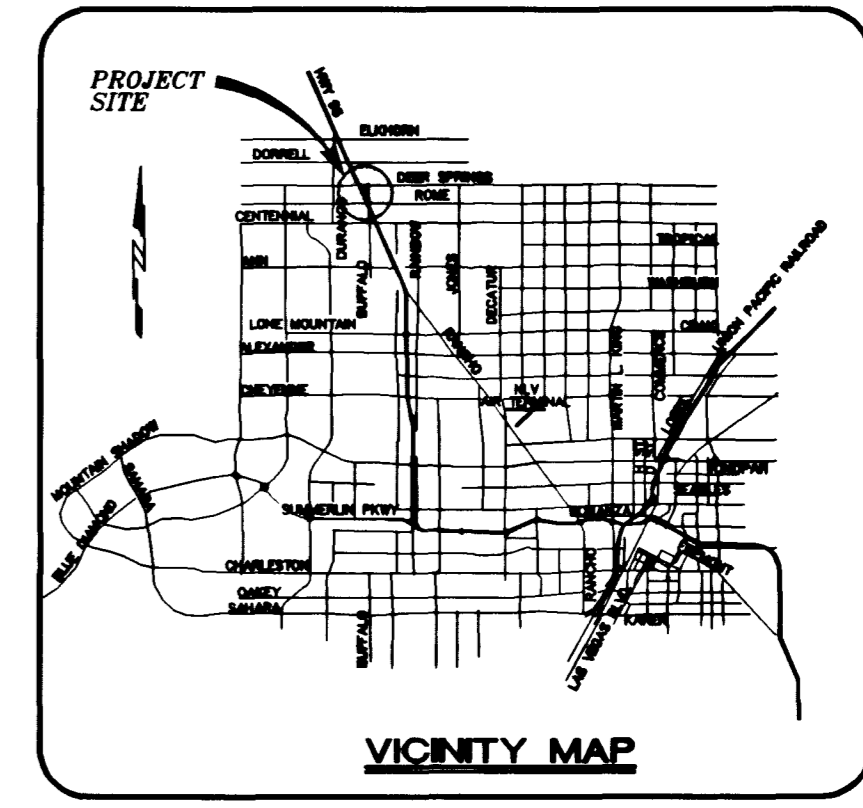 PROJECT
SITE
HWY 95
ELKHORN
DORRELL
DEER SPRINGS
ROME
CENTENNIAL
DURANGO
BUFFALO
RAINBOW
JONES
DECATUR
TROPICAL
ANN
WASHBURN
LONE MOUNTAIN
CRAIG
UNION PACIFIC RAILROAD
ALEXANDER
CHEYENNE
NLV
AIR TERMINAL
MARTIN L. KING
COMMERCE
LOSEE
H ST
D ST
MOUNTAIN SHADOW
SAHARA
BLUE DIAMOND
SUMMERLIN PKWY
BONANZA
CHARLESTON
OAKEY
SAHARA
BUFFALO
RANCHO
FREMONT
KAREN
LAS VEGAS BLVD
VICINITY MAP